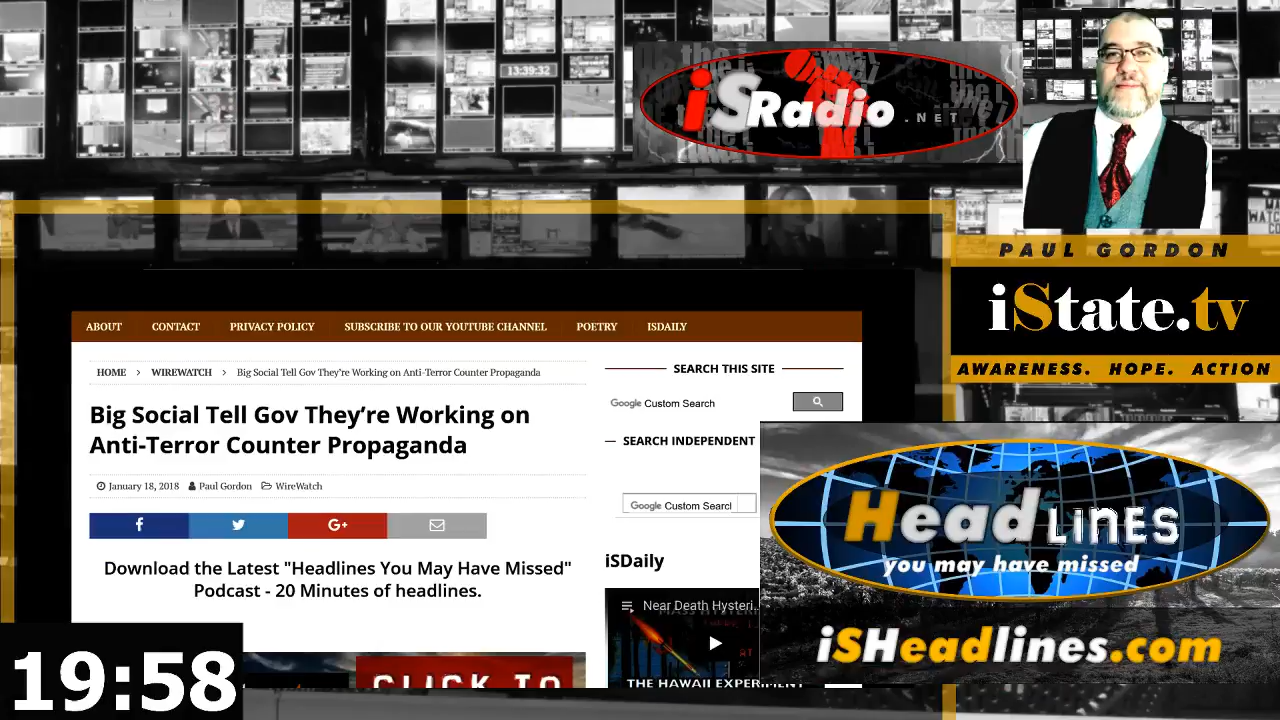 13:39:32
iSRadio.NET
PAUL GORDON
iState.tv
AWARENESS. HOPE. ACTION
ABOUT CONTACT PRIVACY POLICY SUBSCRIBE TO OUR YOUTUBE CHANNEL POETRY ISDAILY
HOME > WIREWATCH > Big Social Tell Gov They're Working on Anti-Terror Counter Propaganda
Big Social Tell Gov They're Working on
Anti-Terror Counter Propaganda
January 18, 2018 Paul Gordon WireWatch
f G+
Download the Latest "Headlines You May Have Missed"
Podcast - 20 Minutes of headlines.
CLICK TO
SEARCH THIS SITE
Google Custom Search
SEARCH INDEPENDENT
Google Custom Searcl
iSDaily
Near Death Hysteri...
THE HAWAII EXPERIMENT
Head LINES
you may have missed
iSHeadlines.com
19:58